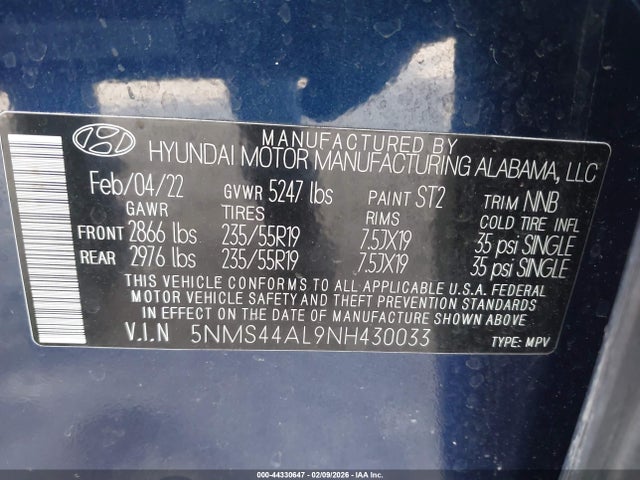 MANUFACTURED BY
HYUNDAI MOTOR MANUFACTURING ALABAMA, LLC
Feb/04/22 GVWR 5247 lbs PAINT ST2 TRIM NNB
GAWR TIRES RIMS COLD TIRE INFL
FRONT 2866 lbs 235/55R19 7.5JX19 35 psi SINGLE
REAR 2976 lbs 235/55R19 7.5JX19 35 psi SINGLE
THIS VEHICLE CONFORMS TO ALL APPLICABLE U.S.A. FEDERAL
MOTOR VEHICLE SAFETY AND THEFT PREVENTION STANDARDS
IN EFFECT ON THE DATE OF MANUFACTURE SHOWN ABOVE.
V.I.N 5NMS44AL9NH430033 TYPE: MPV
000-44330647 - 02/09/2026 - IAA Inc.